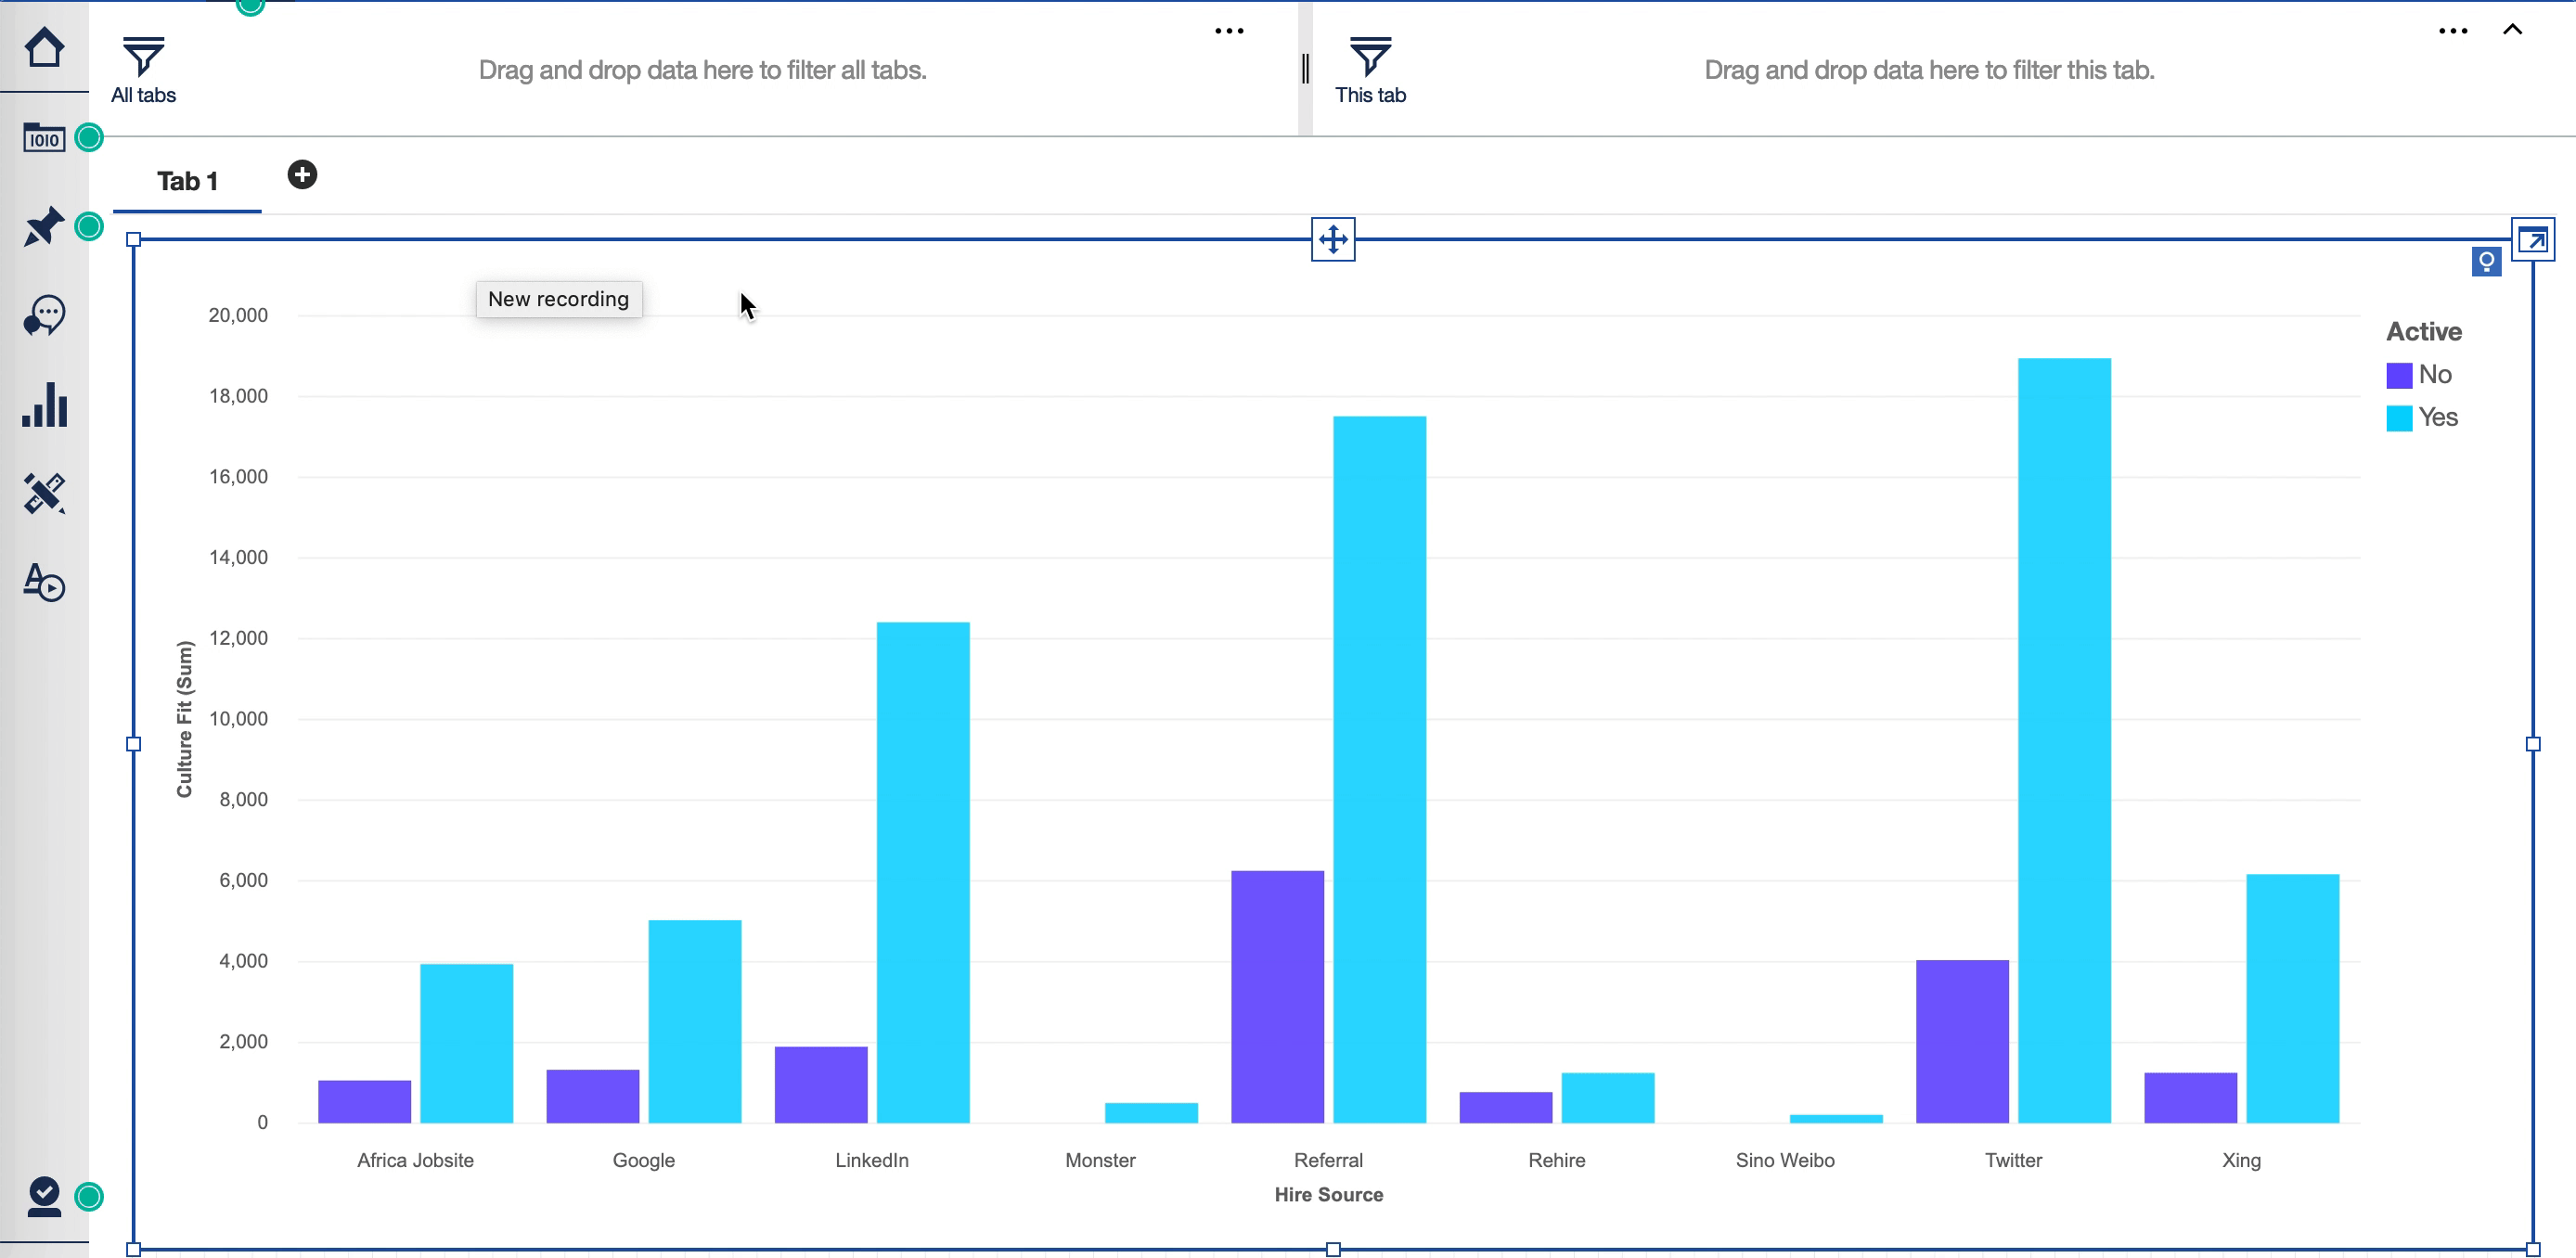 All tabs
Drag and drop data here to filter all tabs.
This tab
Drag and drop data here to filter this tab.
1010
Tab 1
New recording
Active
No
Yes
20,000
18,000
16,000
14,000
12,000
10,000
8,000
6,000
4,000
2,000
0
Culture Fit (Sum)
Africa Jobsite
Google
LinkedIn
Monster
Referral
Rehire
Sino Weibo
Twitter
Xing
Hire Source